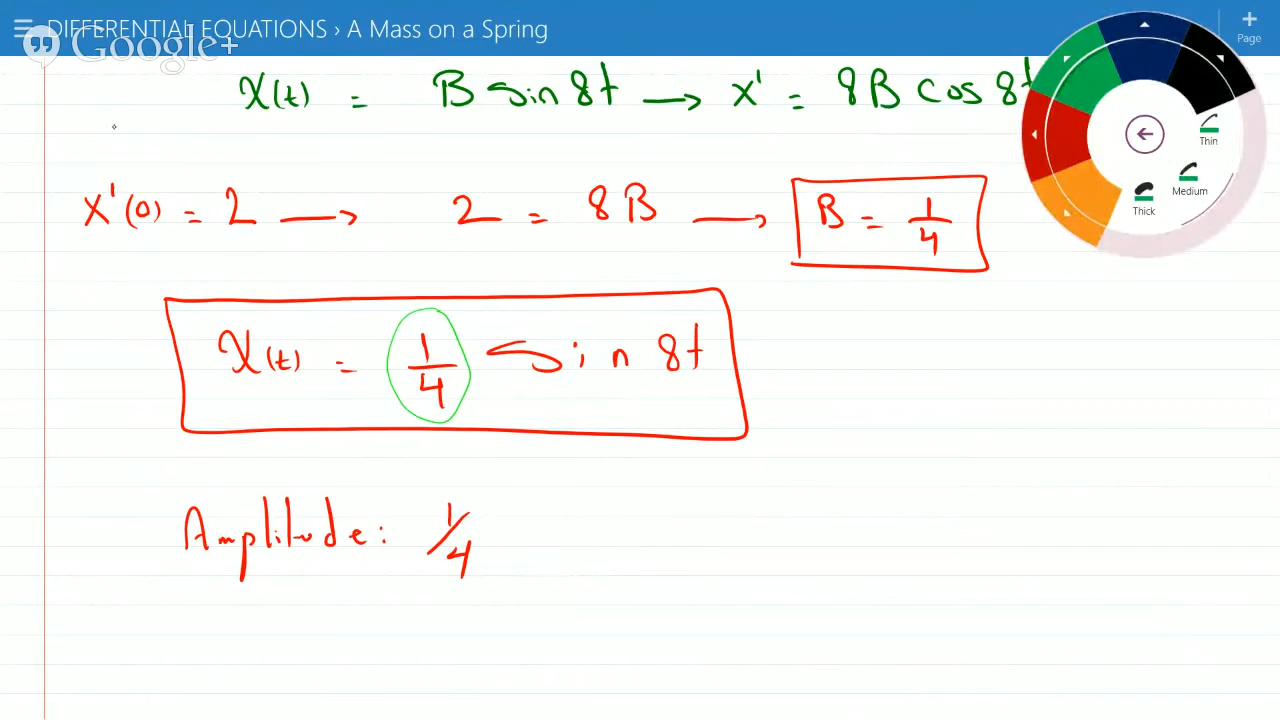 DIFFERENTIAL EQUATIONS › A Mass on a Spring
Google+
Page
X(t) = B sin 8t → x' = 8B cos 8t
Thin
Medium
Thick
x'(0) = 2 → 2 = 8B → B = 1/4
X(t) = 1/4 sin 8t
Amplitude: 1/4